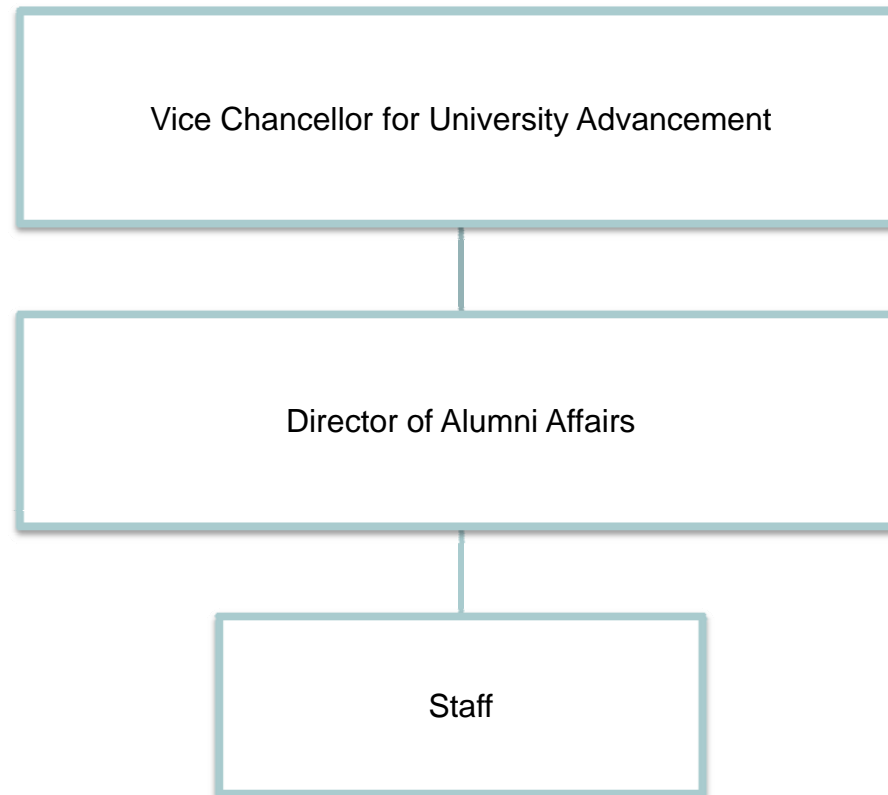 Vice Chancellor for University Advancement
Director of Alumni Affairs
Staff